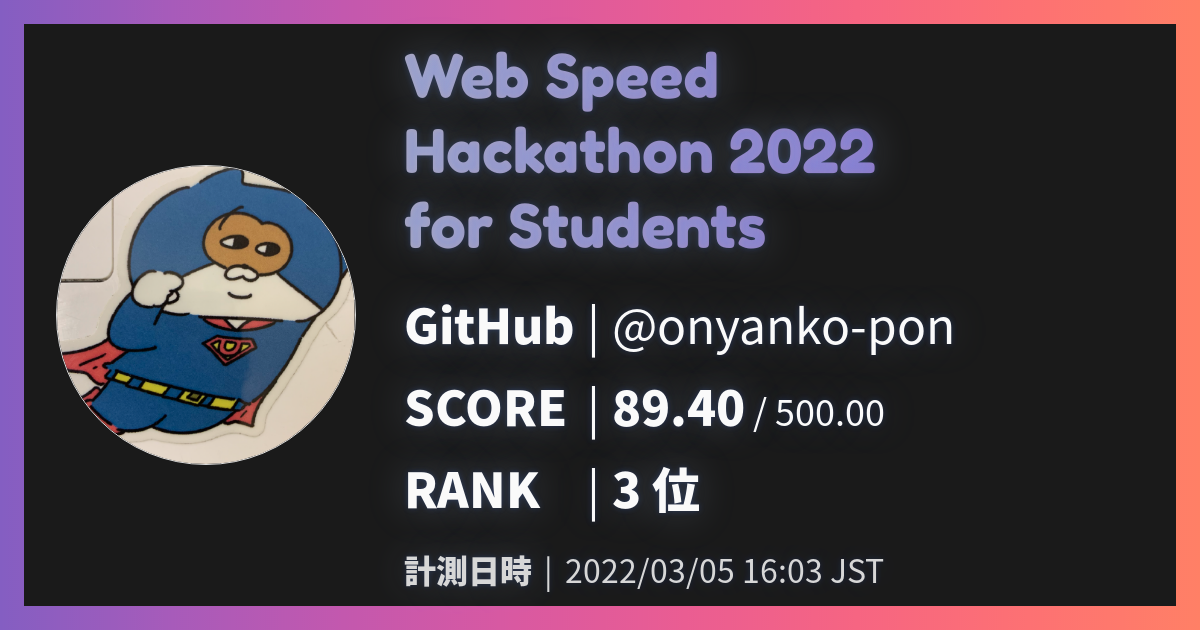 Web Speed
Hackathon 2022
for Students
GitHub | @onyanko-pon
SCORE | 89.40 / 500.00
RANK | 3 位
計測日時 | 2022/03/05 16:03 JST